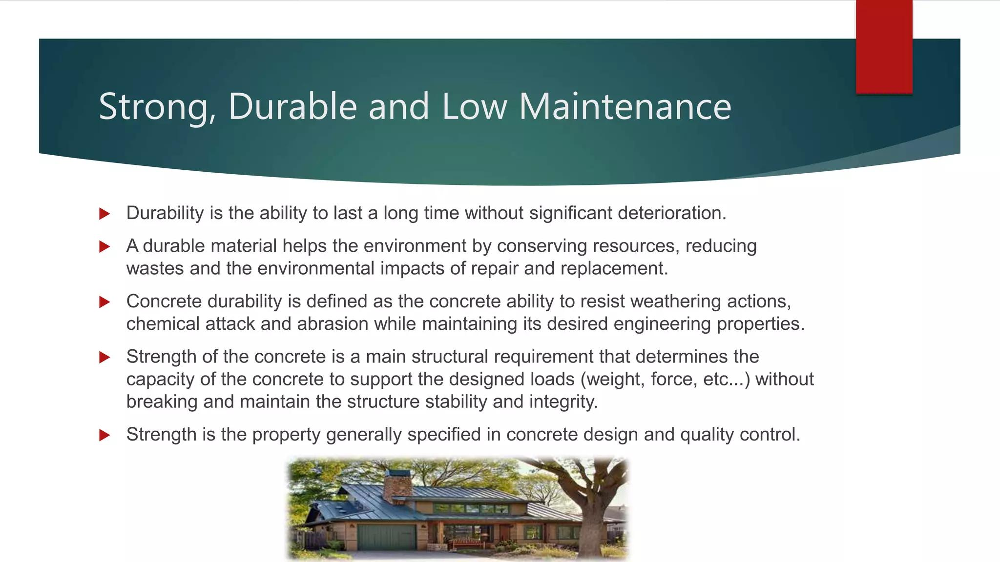 Strong, Durable and Low Maintenance
Durability is the ability to last a long time without significant deterioration.
A durable material helps the environment by conserving resources, reducing
wastes and the environmental impacts of repair and replacement.
Concrete durability is defined as the concrete ability to resist weathering actions,
chemical attack and abrasion while maintaining its desired engineering properties.
Strength of the concrete is a main structural requirement that determines the
capacity of the concrete to support the designed loads (weight, force, etc...) without
breaking and maintain the structure stability and integrity.
Strength is the property generally specified in concrete design and quality control.